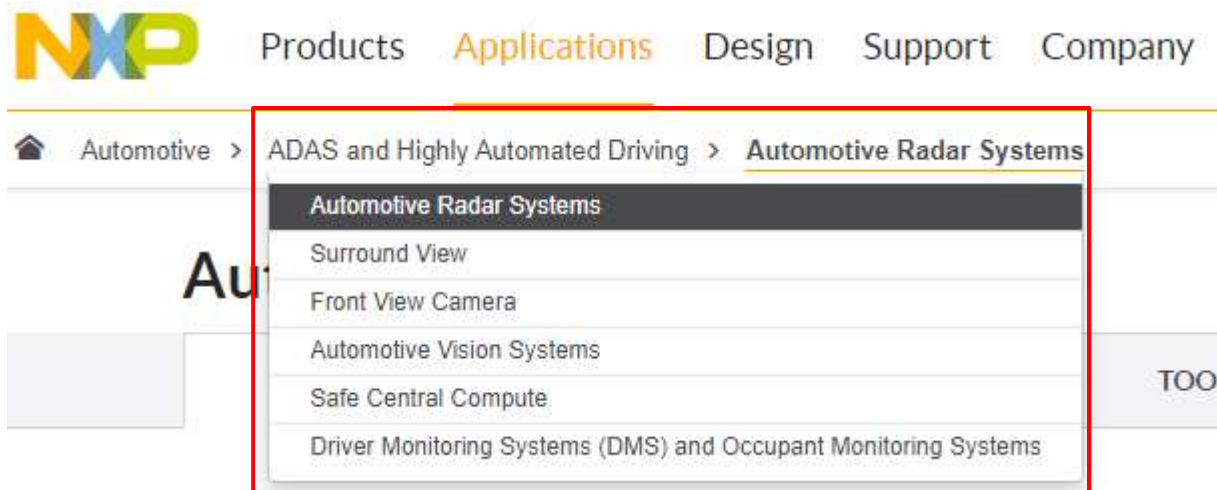 NXP Products Applications Design Support Company
Automotive > ADAS and Highly Automated Driving > Automotive Radar Systems
Automotive Radar Systems
Surround View
Front View Camera
Automotive Vision Systems
Safe Central Compute
Driver Monitoring Systems (DMS) and Occupant Monitoring Systems